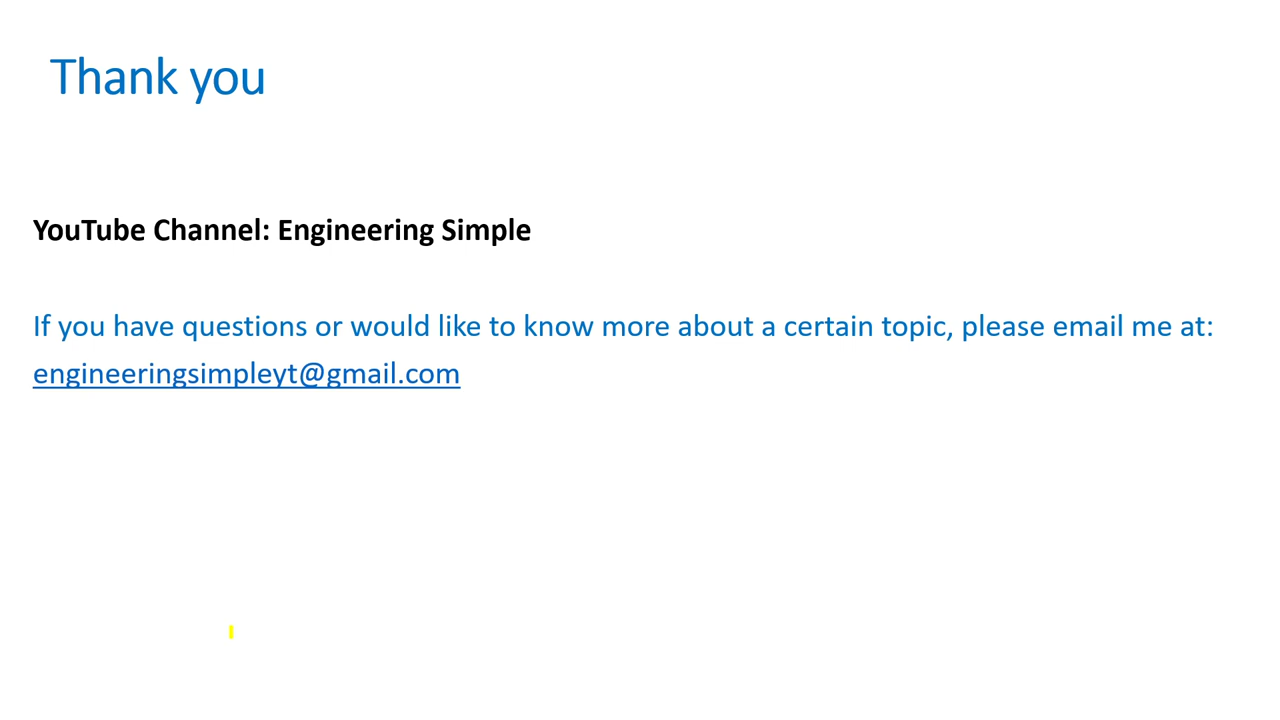 Thank you
YouTube Channel: Engineering Simple
If you have questions or would like to know more about a certain topic, please email me at:
engineeringsimpleyt@gmail.com